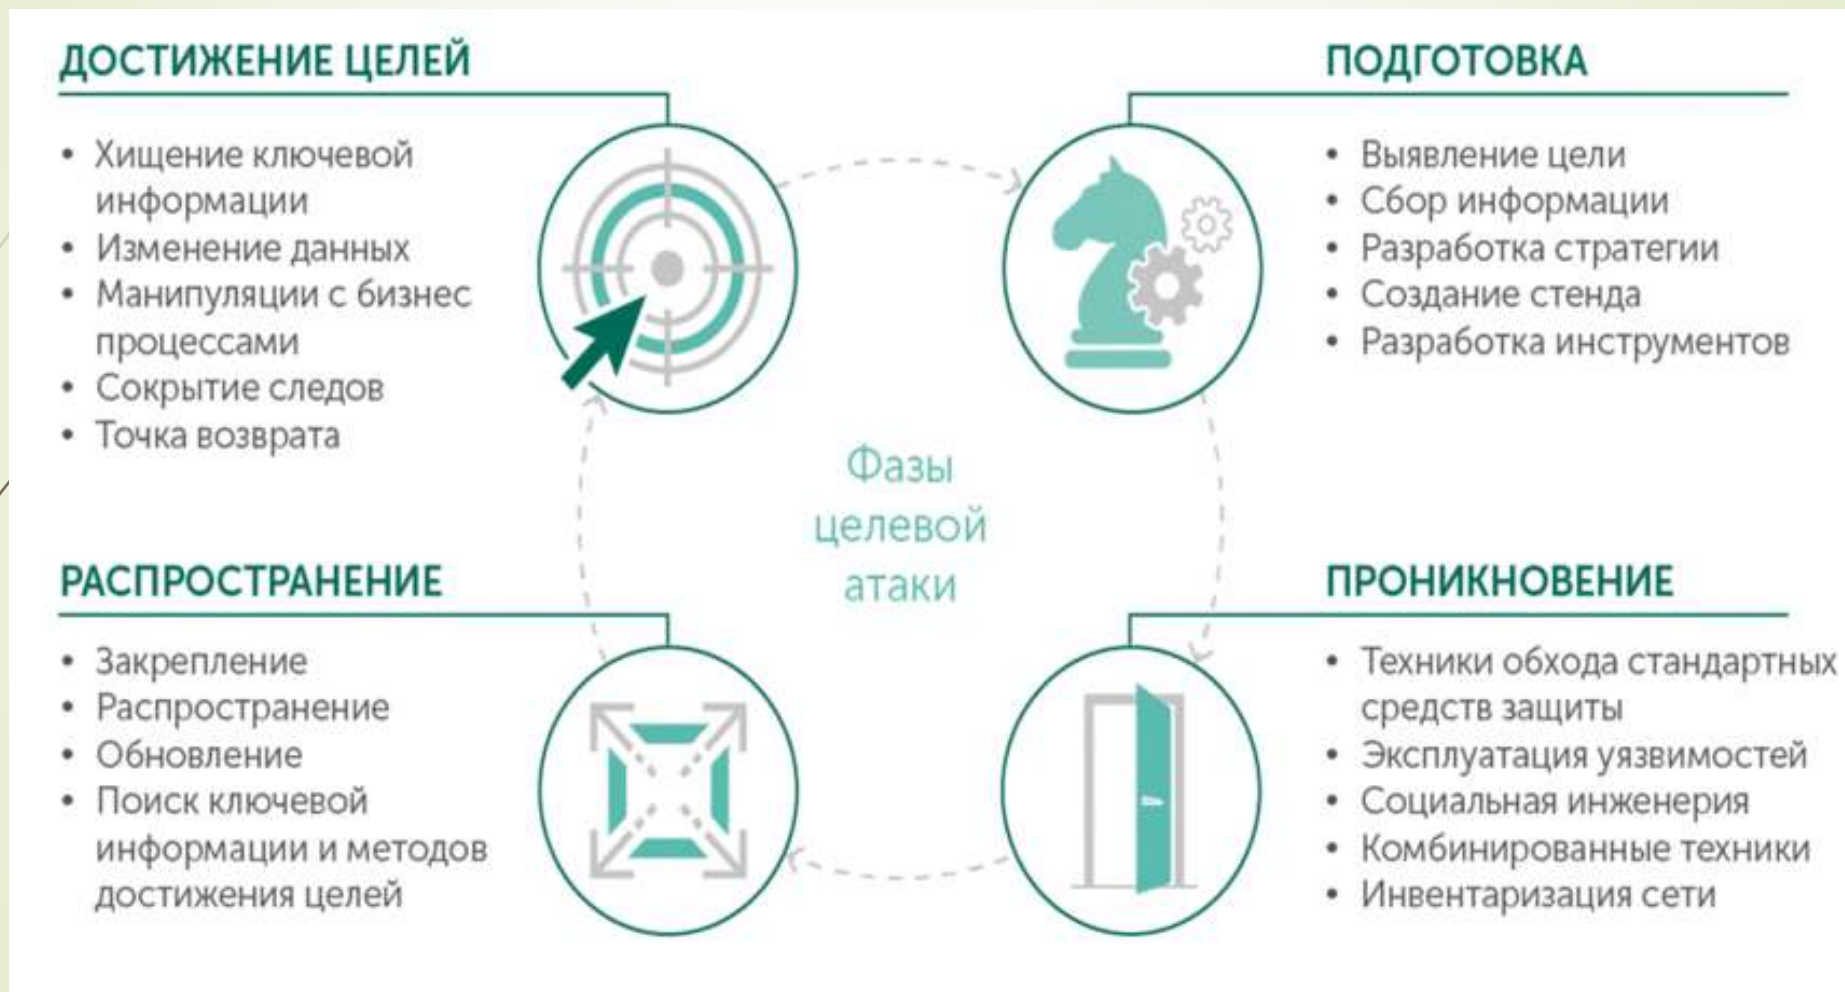 ДОСТИЖЕНИЕ ЦЕЛЕЙ
• Хищение ключевой
информации
• Изменение данных
• Манипуляции с бизнес
процессами
• Сокрытие следов
• Точка возврата
ПОДГОТОВКА
• Выявление цели
• Сбор информации
• Разработка стратегии
• Создание стенда
• Разработка инструментов
Фазы
целевой
атаки
РАСПРОСТРАНЕНИЕ
• Закрепление
• Распространение
• Обновление
• Поиск ключевой
информации и методов
достижения целей
ПРОНИКНОВЕНИЕ
• Техники обхода стандартных
средств защиты
• Эксплуатация уязвимостей
• Социальная инженерия
• Комбинированные техники
• Инвентаризация сети